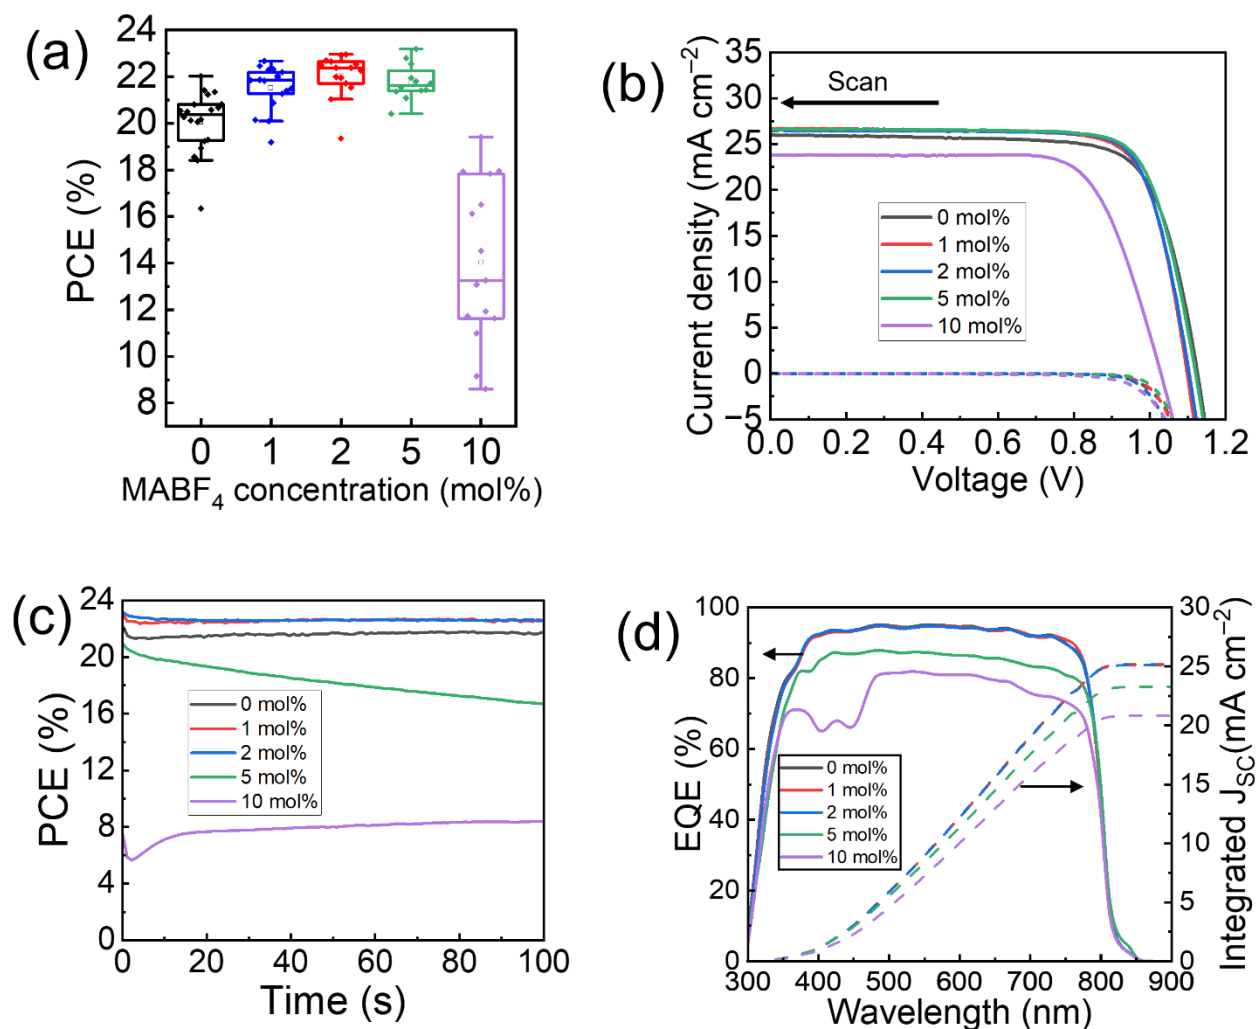 (a)
24
22
20
18
16
14
12
10
8
PCE (%)
0 1 2 5 10
MABF₄ concentration (mol%)
(b)
35
30
25
20
15
10
5
0
−5
Current density (mA cm⁻²)
Scan
0 mol%
1 mol%
2 mol%
5 mol%
10 mol%
0.0 0.2 0.4 0.6 0.8 1.0 1.2
Voltage (V)
(c)
24
20
16
12
8
4
0
PCE (%)
0 mol%
1 mol%
2 mol%
5 mol%
10 mol%
0 20 40 60 80 100
Time (s)
(d)
100
80
60
40
20
0
EQE (%)
0 mol%
1 mol%
2 mol%
5 mol%
10 mol%
30
25
20
15
10
5
0
Integrated J_SC(mA cm⁻²)
300 400 500 600 700 800 900
Wavelength (nm)